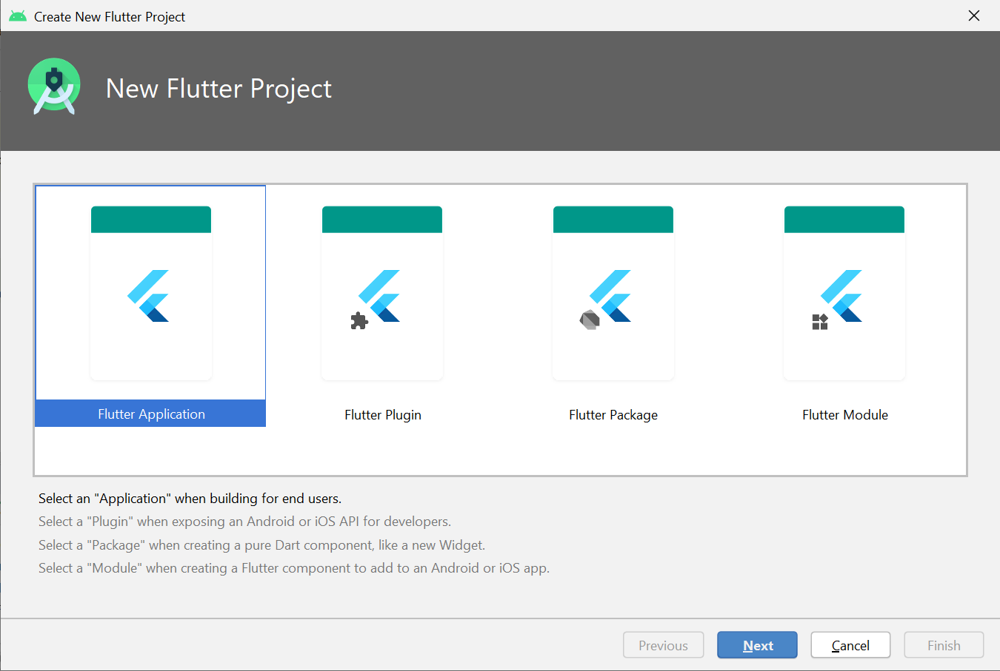 Create New Flutter Project
New Flutter Project
Flutter Application
Flutter Plugin
Flutter Package
Flutter Module
Select an "Application" when building for end users.
Select a "Plugin" when exposing an Android or iOS API for developers.
Select a "Package" when creating a pure Dart component, like a new Widget.
Select a "Module" when creating a Flutter component to add to an Android or iOS app.
Previous
Next
Cancel
Finish